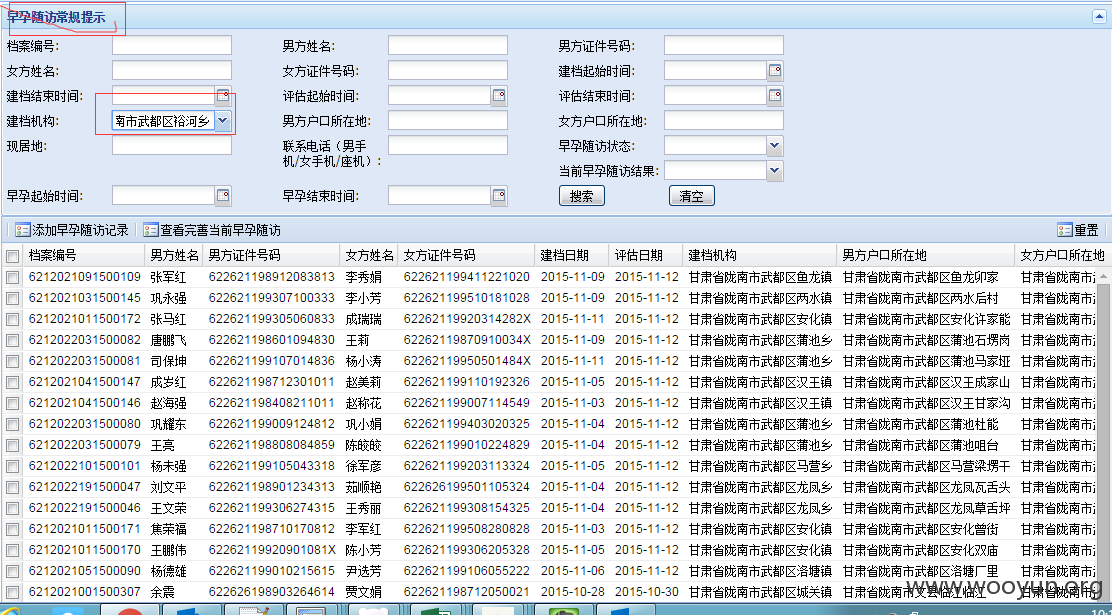 早孕随访常规提示
档案编号: 男方姓名: 男方证件号码:
女方姓名: 女方证件号码: 建档起始时间:
建档结束时间: 评估起始时间: 评估结束时间:
建档机构: 南市武都区裕河乡 男方户口所在地: 女方户口所在地:
现居地: 联系电话（男手机/女手机/座机）: 早孕随访状态:
当前早孕随访结果:
早孕起始时间: 早孕结束时间: 搜索 清空
添加早孕随访记录 查看完善当前早孕随访 重置
档案编号 男方姓名 男方证件号码 女方姓名 女方证件号码 建档日期 评估日期 建档机构 男方户口所在地 女方户口所在地
6212021091500109 张军红 622621198912083813 李秀娟 622621199411221020 2015-11-09 2015-11-12 甘肃省陇南市武都区鱼龙镇 甘肃省陇南市武都区鱼龙卯家 甘肃省陇南市
6212021031500145 巩永强 622621199307100333 李小芳 622621199510181028 2015-11-09 2015-11-12 甘肃省陇南市武都区两水镇 甘肃省陇南市武都区两水后村 甘肃省陇南市
6212021011500172 张马红 622621199305060833 成瑞瑞 62262119920314282X 2015-11-11 2015-11-12 甘肃省陇南市武都区安化镇 甘肃省陇南市武都区安化许家能 甘肃省陇南市
6212022031500082 唐鹏飞 622621198601094830 王莉 62262119870910034X 2015-11-09 2015-11-12 甘肃省陇南市武都区蒲池乡 甘肃省陇南市武都区蒲池石堮岗 甘肃省陇南市
6212022031500081 司保坤 622621199107014836 杨小涛 62262119950501484X 2015-11-11 2015-11-12 甘肃省陇南市武都区蒲池乡 甘肃省陇南市武都区蒲池马家垭 甘肃省陇南市
6212021041500147 成岁红 622621198712301011 赵美莉 622621199110192326 2015-11-05 2015-11-12 甘肃省陇南市武都区汉王镇 甘肃省陇南市武都区汉王成家山 甘肃省陇南市
6212021041500146 赵海强 622621198408211011 赵称花 622621199007114549 2015-11-03 2015-11-12 甘肃省陇南市武都区汉王镇 甘肃省陇南市武都区汉王甘家沟 甘肃省陇南市
6212022031500080 巩耀东 622621199009124812 巩小娟 622621199403020325 2015-11-04 2015-11-12 甘肃省陇南市武都区蒲池乡 甘肃省陇南市武都区蒲池杜能 甘肃省陇南市
6212022031500079 王亮 622621198808084859 陈皎皎 622621199010224829 2015-11-04 2015-11-12 甘肃省陇南市武都区蒲池乡 甘肃省陇南市武都区蒲池咀台 甘肃省陇南市
6212022101500101 杨未强 622621199105043318 徐军彦 622621199203113324 2015-11-05 2015-11-12 甘肃省陇南市武都区马营乡 甘肃省陇南市武都区马营梁堮干 甘肃省陇南市
6212022191500047 刘文平 622621198901234313 茹顺艳 622626199501105324 2015-11-04 2015-11-12 甘肃省陇南市武都区龙凤乡 甘肃省陇南市武都区龙凤瓦舌头 甘肃省陇南市
6212022191500046 王文荣 622621199306274315 王秀丽 622621199308154325 2015-11-04 2015-11-12 甘肃省陇南市武都区龙凤乡 甘肃省陇南市武都区龙凤草舌坪 甘肃省陇南市
6212021011500171 焦荣福 622621198710170812 李军红 622621199508280828 2015-11-03 2015-11-12 甘肃省陇南市武都区安化镇 甘肃省陇南市武都区安化曾街 甘肃省陇南市
6212021011500170 王鹏伟 62262119920901081X 陈小芳 622621199306205328 2015-11-05 2015-11-12 甘肃省陇南市武都区安化镇 甘肃省陇南市武都区安化双庙 甘肃省陇南市
6212021051500090 杨德雄 622621199010215615 尹选芳 622621199106055222 2015-11-06 2015-11-12 甘肃省陇南市武都区洛塘镇 甘肃省陇南市武都区洛塘厂里 甘肃省陇南市
6212021001500307 余震 622626198903264614 贾文娟 622621198712050021 2015-10-28 2015-10-30 甘肃省陇南市武都区城关镇 甘肃省陇南市文县临江临江 甘肃省陇南市
www.wooyun.org